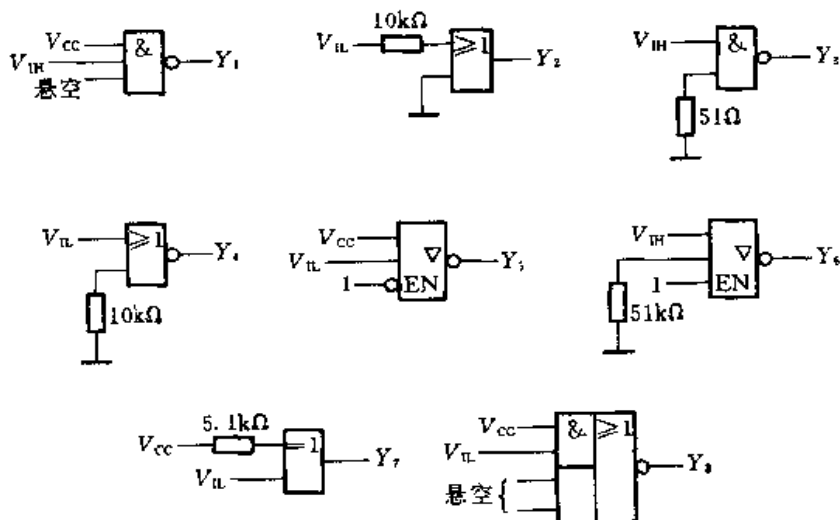 V_CC
&
V_IH
Y_1
悬空
10kΩ
V_IL
≥1
Y_2
V_IH
&
Y_3
51Ω
V_IL
≥1
Y_4
10kΩ
V_CC
V_IL
▽
Y_5
1
EN
V_IH
▽
Y_6
1
EN
51kΩ
5.1kΩ
V_CC
=1
Y_7
V_IL
V_CC
& ≥1
V_IL
Y_8
悬空